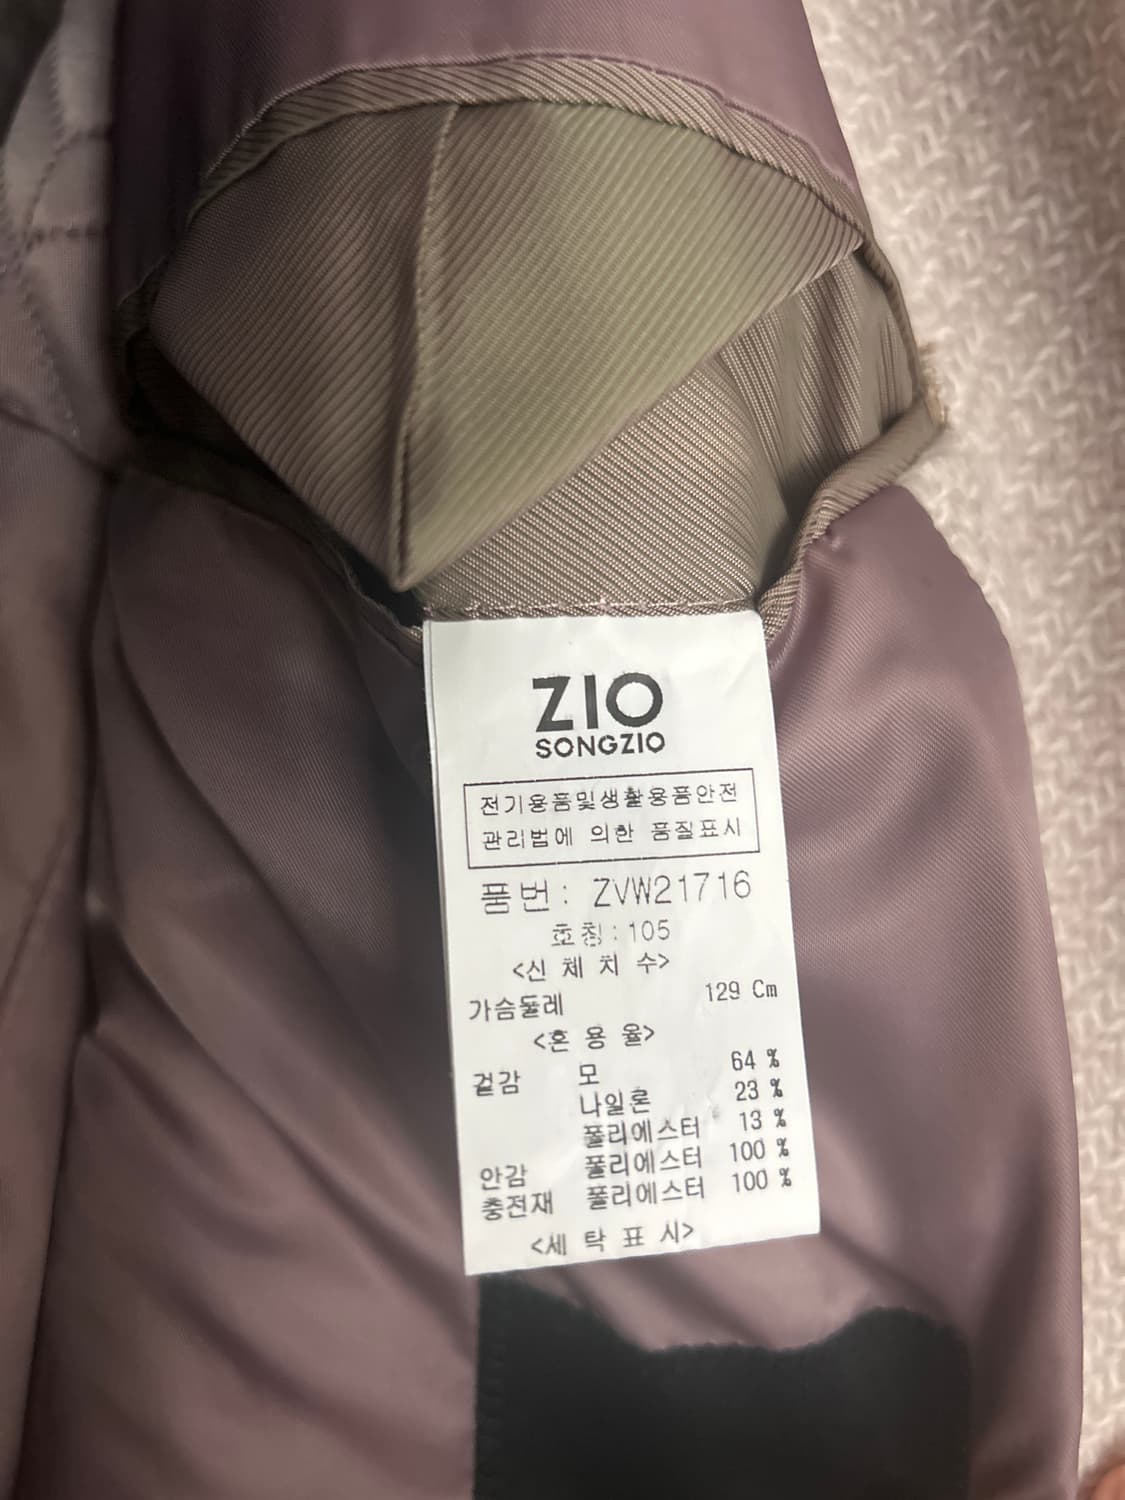 ZIO
SONGZIO
전기용품및생활용품안전
관리법에 의한 품질표시
품번: ZVW21716
호칭:105
<신 체 치 수>
가슴둘레 129 Cm
<혼 용 율>
겉감 모 64 %
나일론 23 %
폴리에스터 13 %
안감 폴리에스터 100 %
충전재 폴리에스터 100 %
<세 탁 표 시>